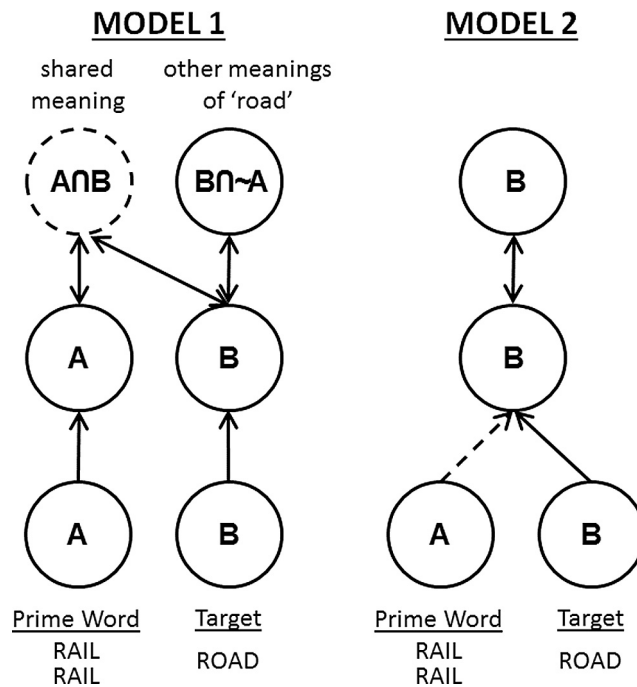 MODEL 1
MODEL 2
shared
meaning
other meanings
of 'road'
A∩B
B∩~A
B
A
B
B
A
B
A
B
Prime Word
RAIL
RAIL
Target
ROAD
Prime Word
RAIL
RAIL
Target
ROAD